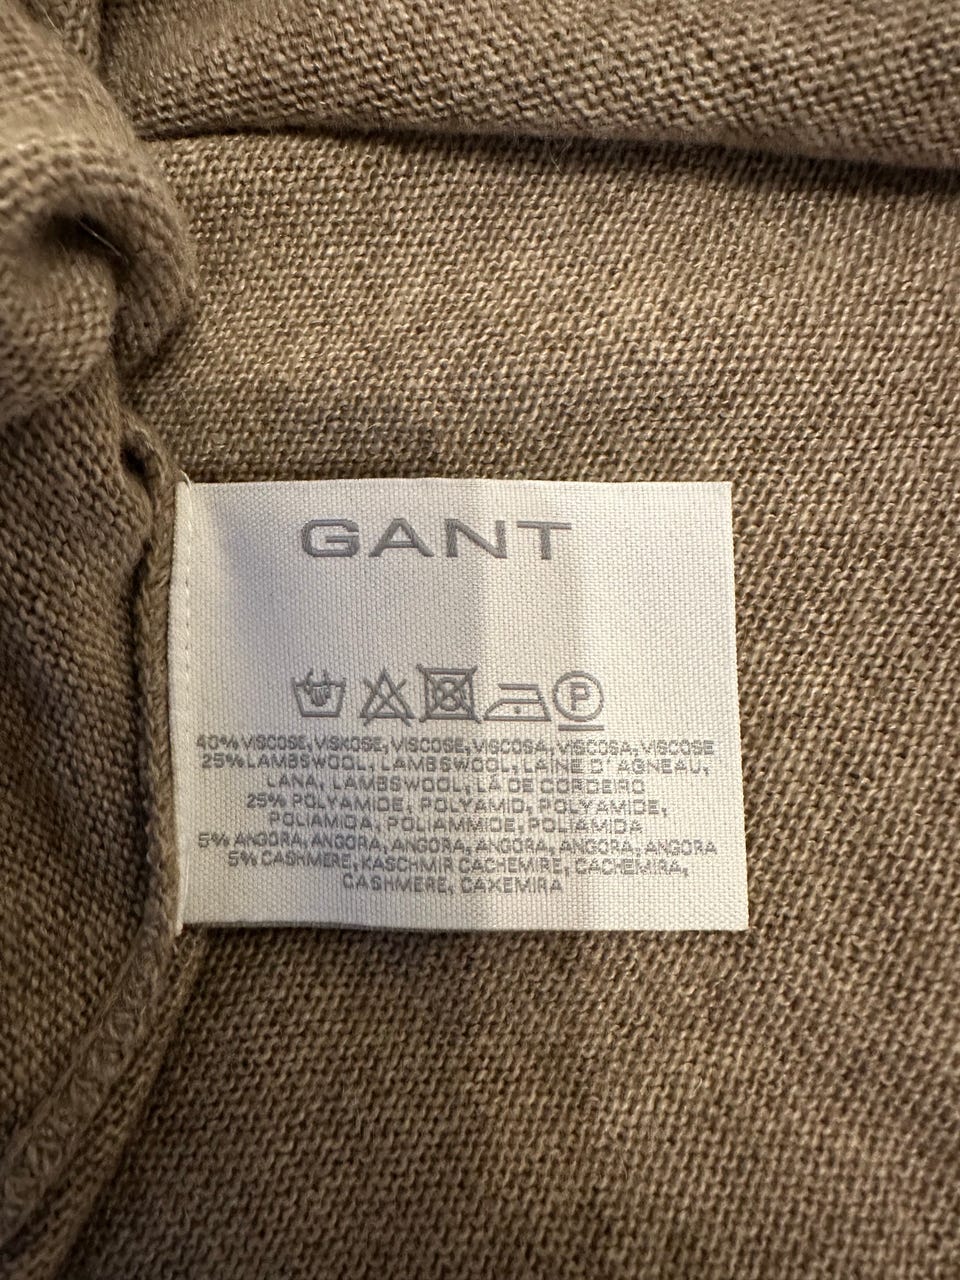 GANT
P
40% VISCOSE, VISKOSE, VISCOSE, VISCOSA, VISCOSA, VISCOSE
25% LAMBSWOOL, LAMBSWOOL, LAINE D'AGNEAU,
LANA, LAMBSWOOL, LÁ DE CORDEIRO
25% POLYAMIDE, POLYAMID, POLYAMIDE,
POLIAMIDA, POLIAMMIDE, POLIAMIDA
5% ANGORA, ANGORA, ANGORA, ANGORA, ANGORA, ANGORA
5% CASHMERE, KASCHMIR CACHEMIRE, CACHEMIRA,
CASHMERE, CAXEMIRA